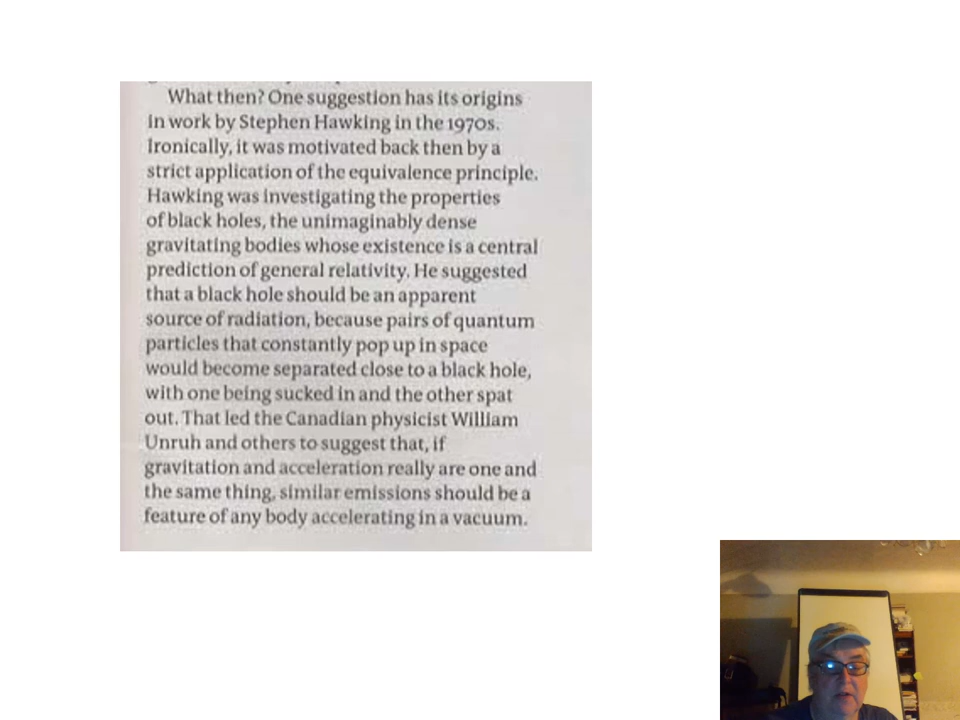 What then? One suggestion has its origins
in work by Stephen Hawking in the 1970s.
Ironically, it was motivated back then by a
strict application of the equivalence principle.
Hawking was investigating the properties
of black holes, the unimaginably dense
gravitating bodies whose existence is a central
prediction of general relativity. He suggested
that a black hole should be an apparent
source of radiation, because pairs of quantum
particles that constantly pop up in space
would become separated close to a black hole,
with one being sucked in and the other spat
out. That led the Canadian physicist William
Unruh and others to suggest that, if
gravitation and acceleration really are one and
the same thing, similar emissions should be a
feature of any body accelerating in a vacuum.